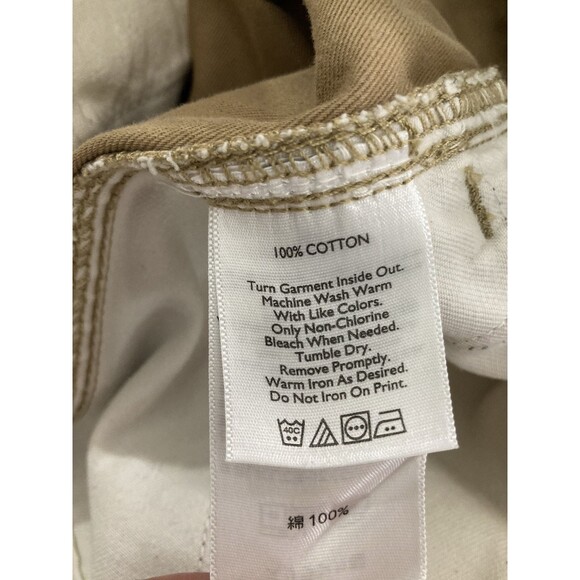 100% COTTON
Turn Garment Inside Out.
Machine Wash Warm
With Like Colors.
Only Non-Chlorine
Bleach When Needed.
Tumble Dry.
Remove Promptly.
Warm Iron As Desired.
Do Not Iron On Print.
40C
綿 100%